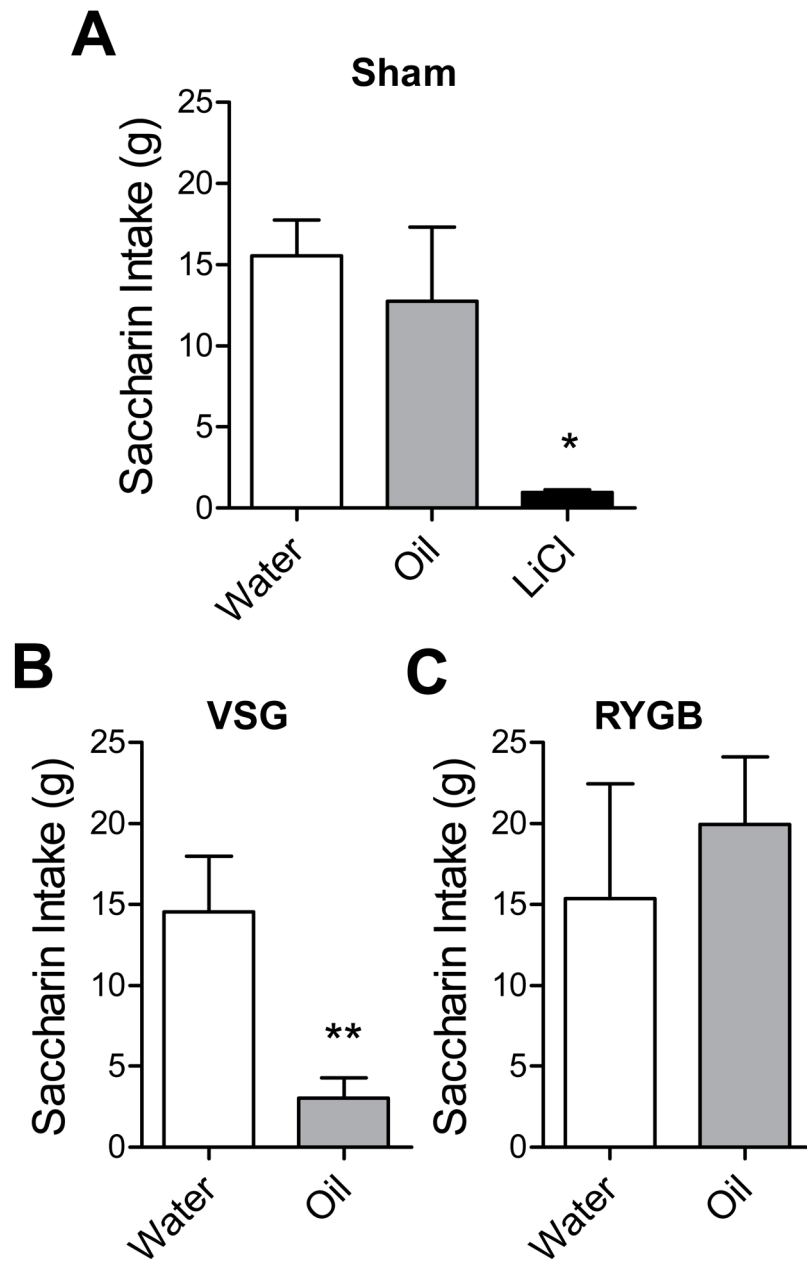 A
Sham
Saccharin Intake (g)
25
20
15
10
5
0
*
Water
Oil
LiCl
B
VSG
Saccharin Intake (g)
25
20
15
10
5
0
**
Water
Oil
C
RYGB
Saccharin Intake (g)
25
20
15
10
5
0
Water
Oil